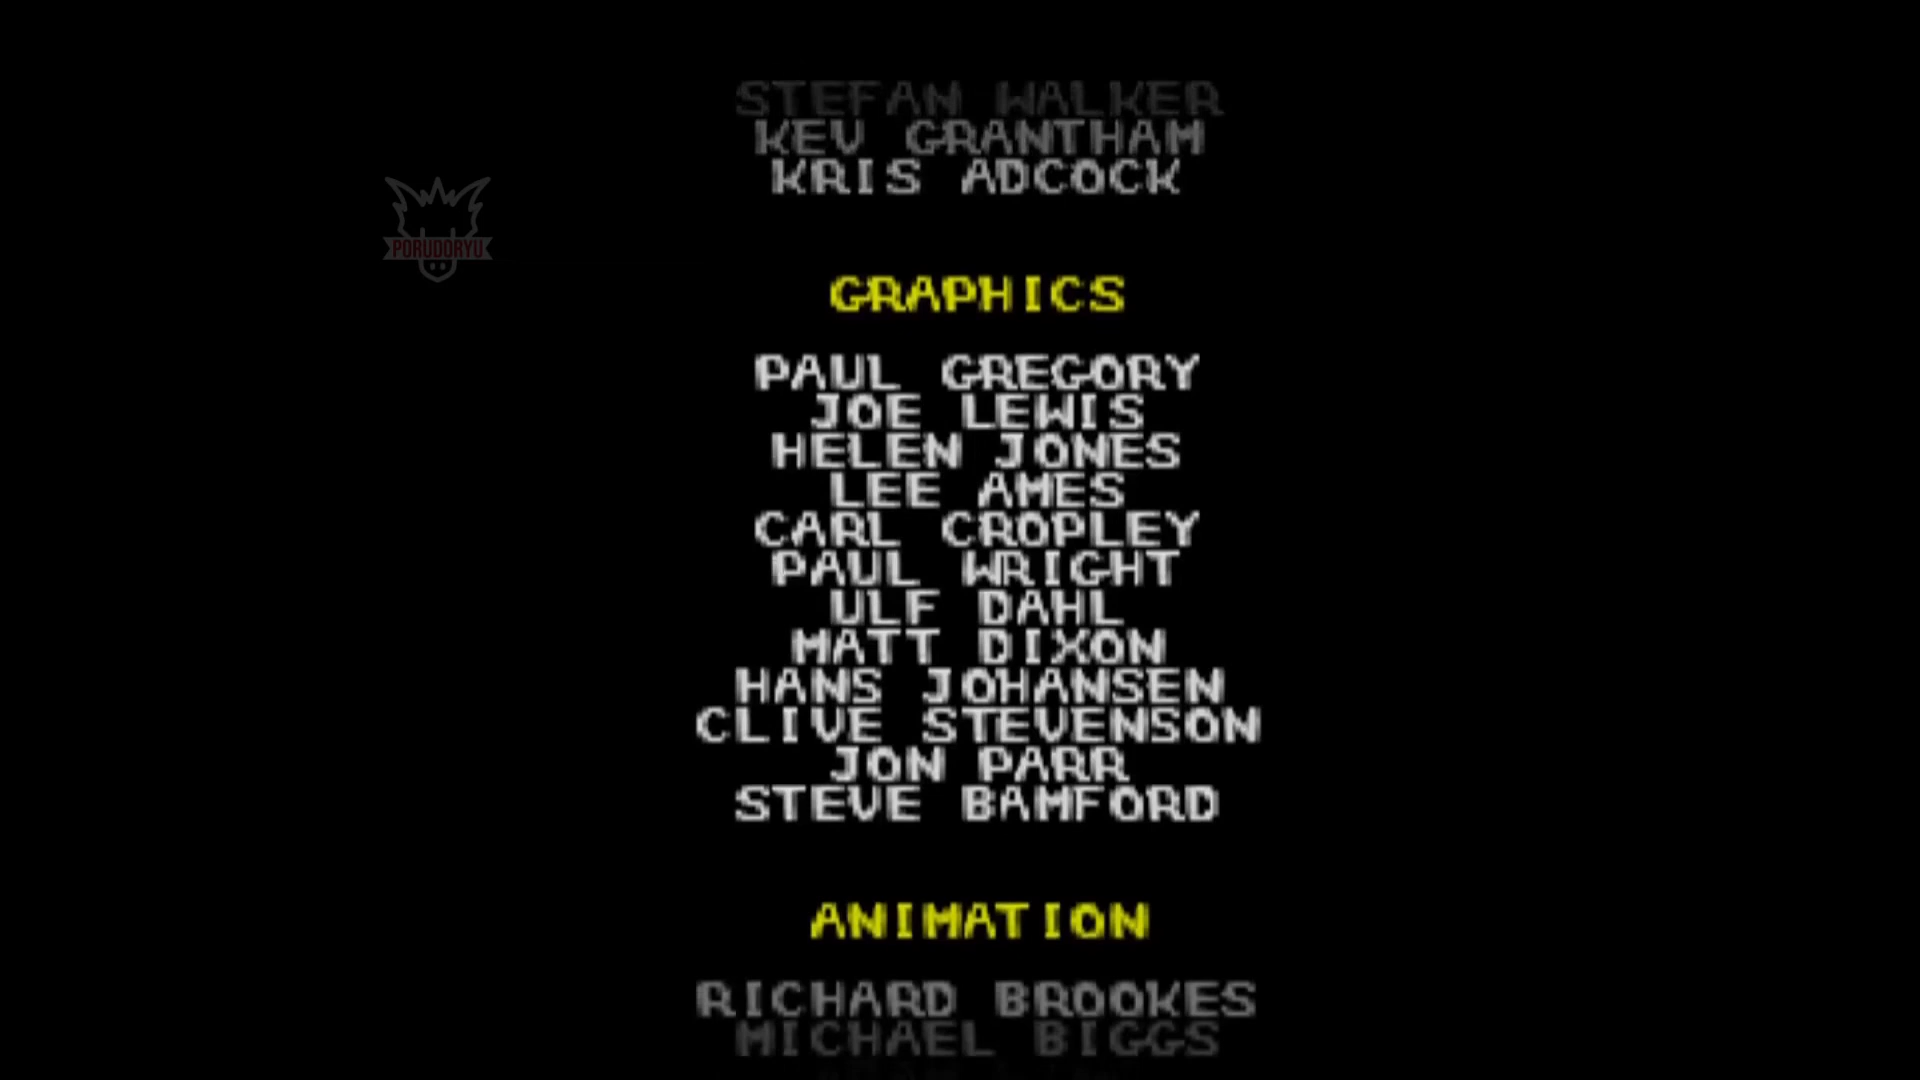 STEFAN WALKER
KEV GRANTHAM
KRIS ADCOCK
PORUDORYU
GRAPHICS
PAUL GREGORY
JOE LEWIS
HELEN JONES
LEE AMES
CARL CROPLEY
PAUL WRIGHT
ULF DAHL
MATT DIXON
HANS JOHANSEN
CLIVE STEVENSON
JON PARR
STEVE BAMFORD
ANIMATION
RICHARD BROOKES
MICHAEL BIGGS